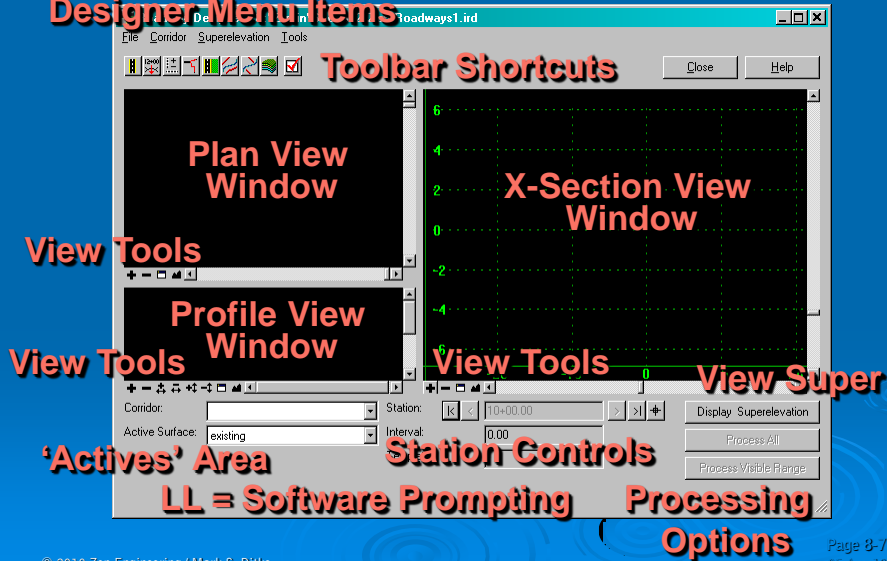 Designer Menu Items
Roadways1.ird
File Corridor Superelevation Tools
Toolbar Shortcuts
Close Help
Plan View
Window
6
4
2
0
-2
-4
X-Section View
Window
View Tools
Profile View
Window
View Tools
View Tools
0
View Super
Corridor:
Station: 10+00.00
Display Superelevation
Active Surface: existing
Interval: 0.00
Process All
'Actives' Area
Station Controls
Process Visible Range
LL = Software Prompting
Processing
Options
Page 8-7